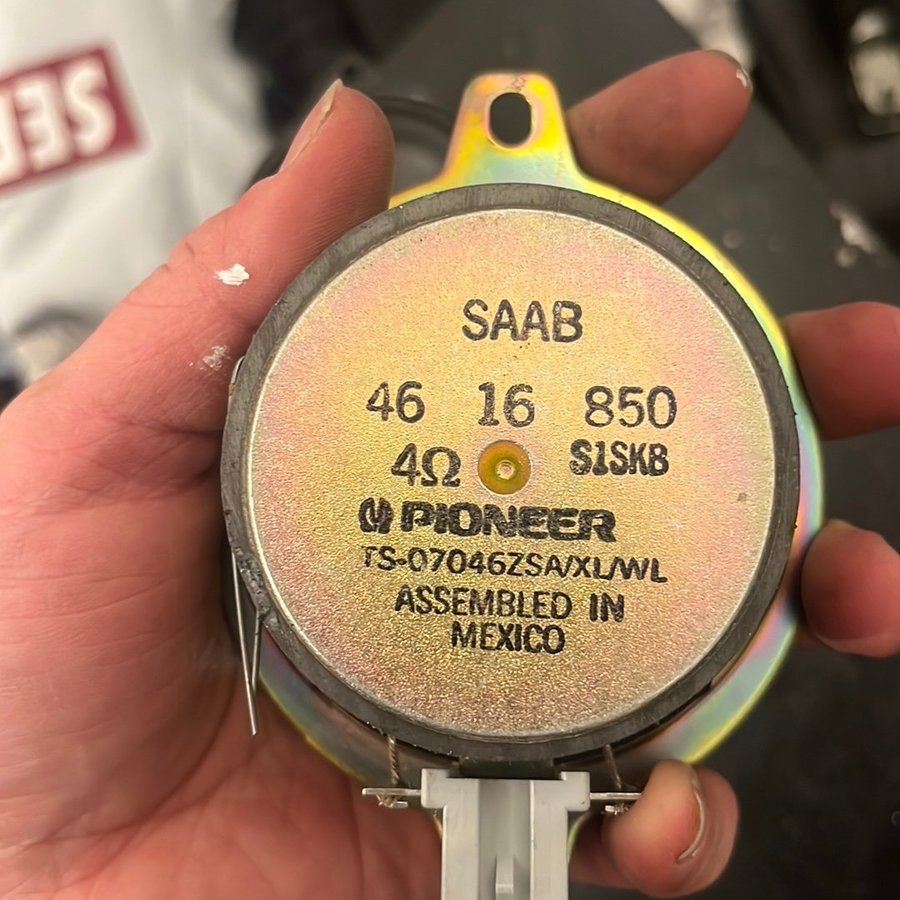 SAAB
46 16 850
4Ω S1SKB
PIONEER
TS-07046ZSA/XL/WL
ASSEMBLED IN
MEXICO